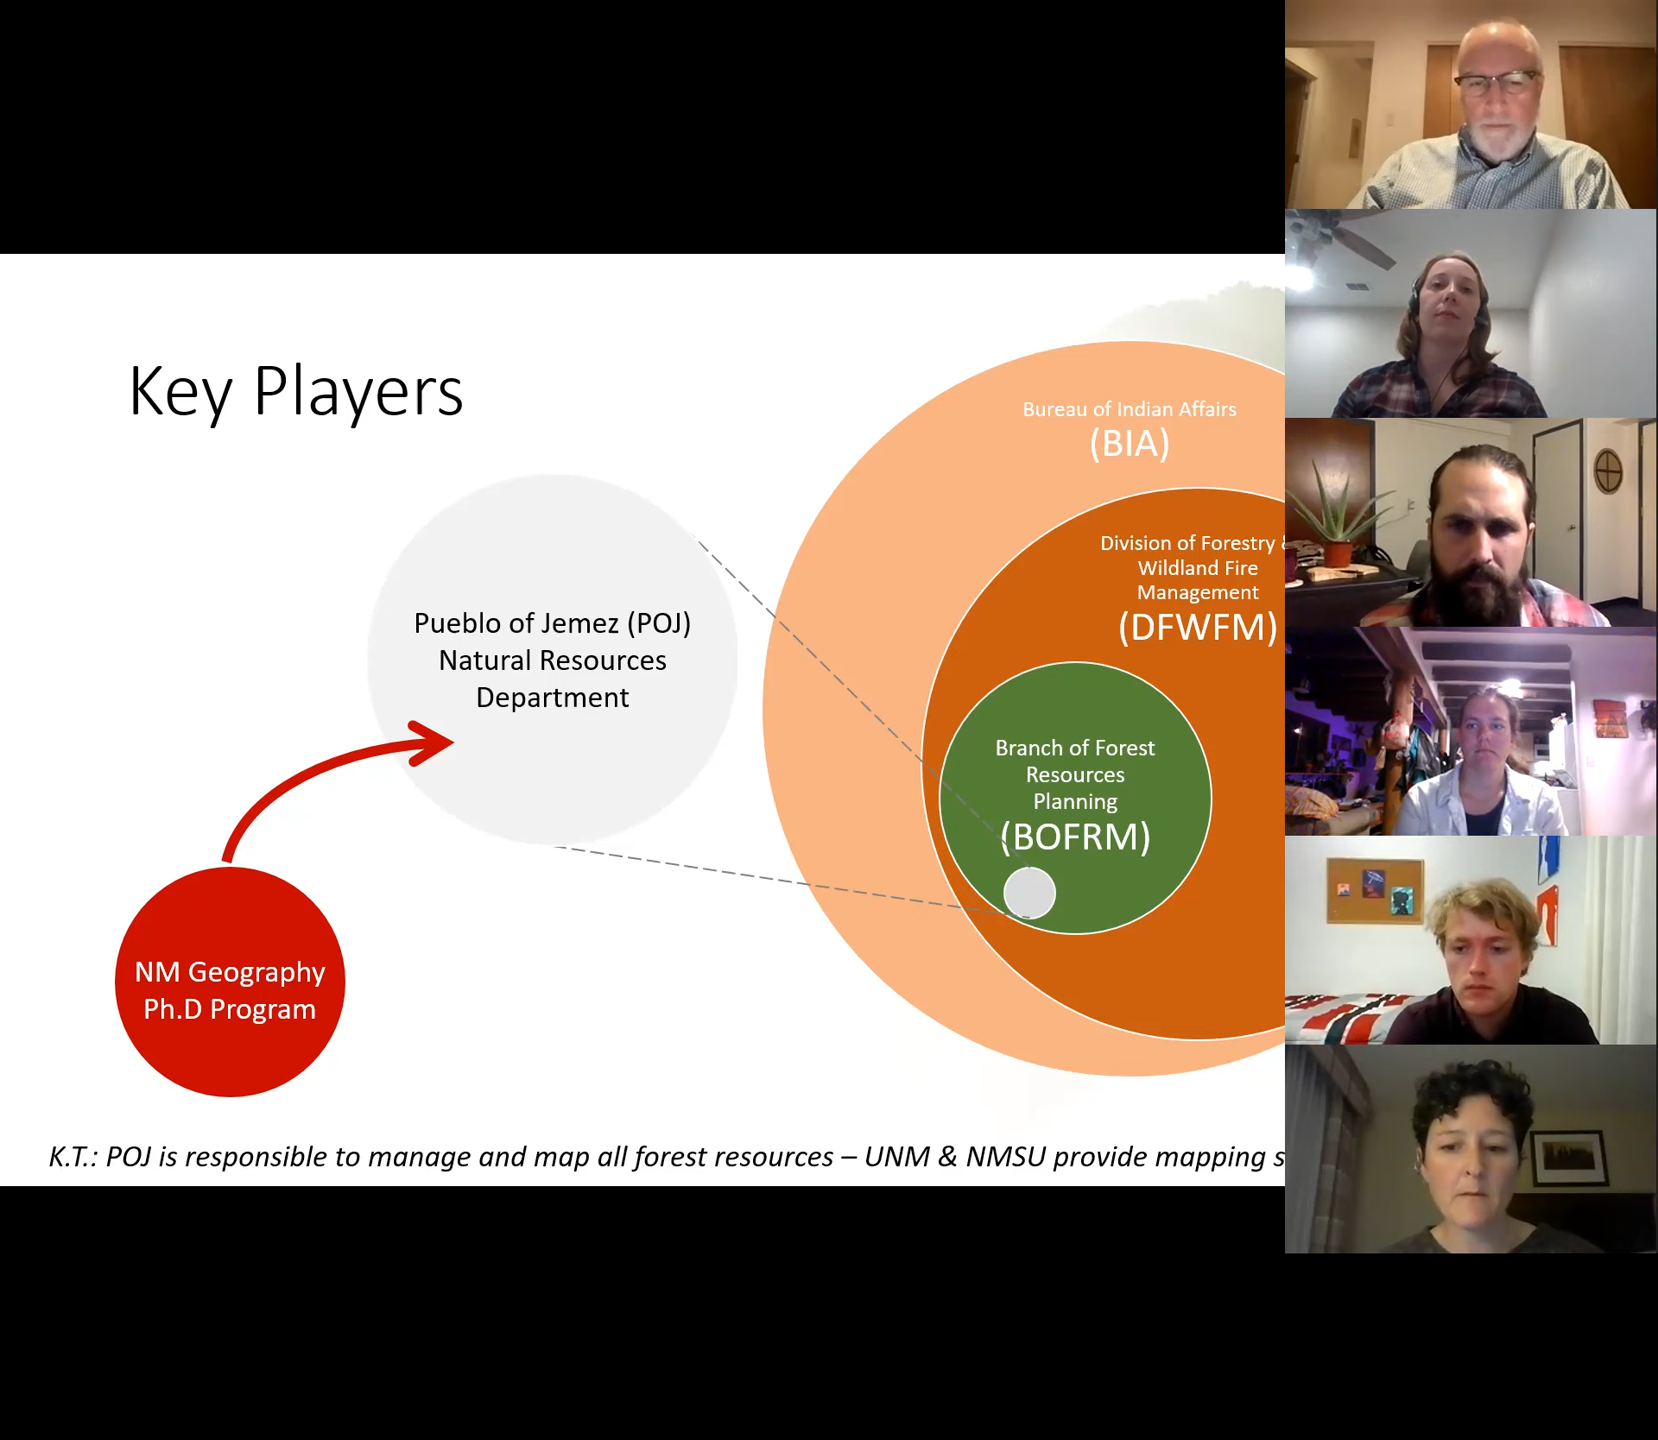 Key Players
Bureau of Indian Affairs
(BIA)
Division of Forestry
Wildland Fire
Management
(DFWFM)
Pueblo of Jemez (POJ)
Natural Resources
Department
Branch of Forest
Resources
Planning
(BOFRM)
NM Geography
Ph.D Program
K.T.: POJ is responsible to manage and map all forest resources – UNM & NMSU provide mapping